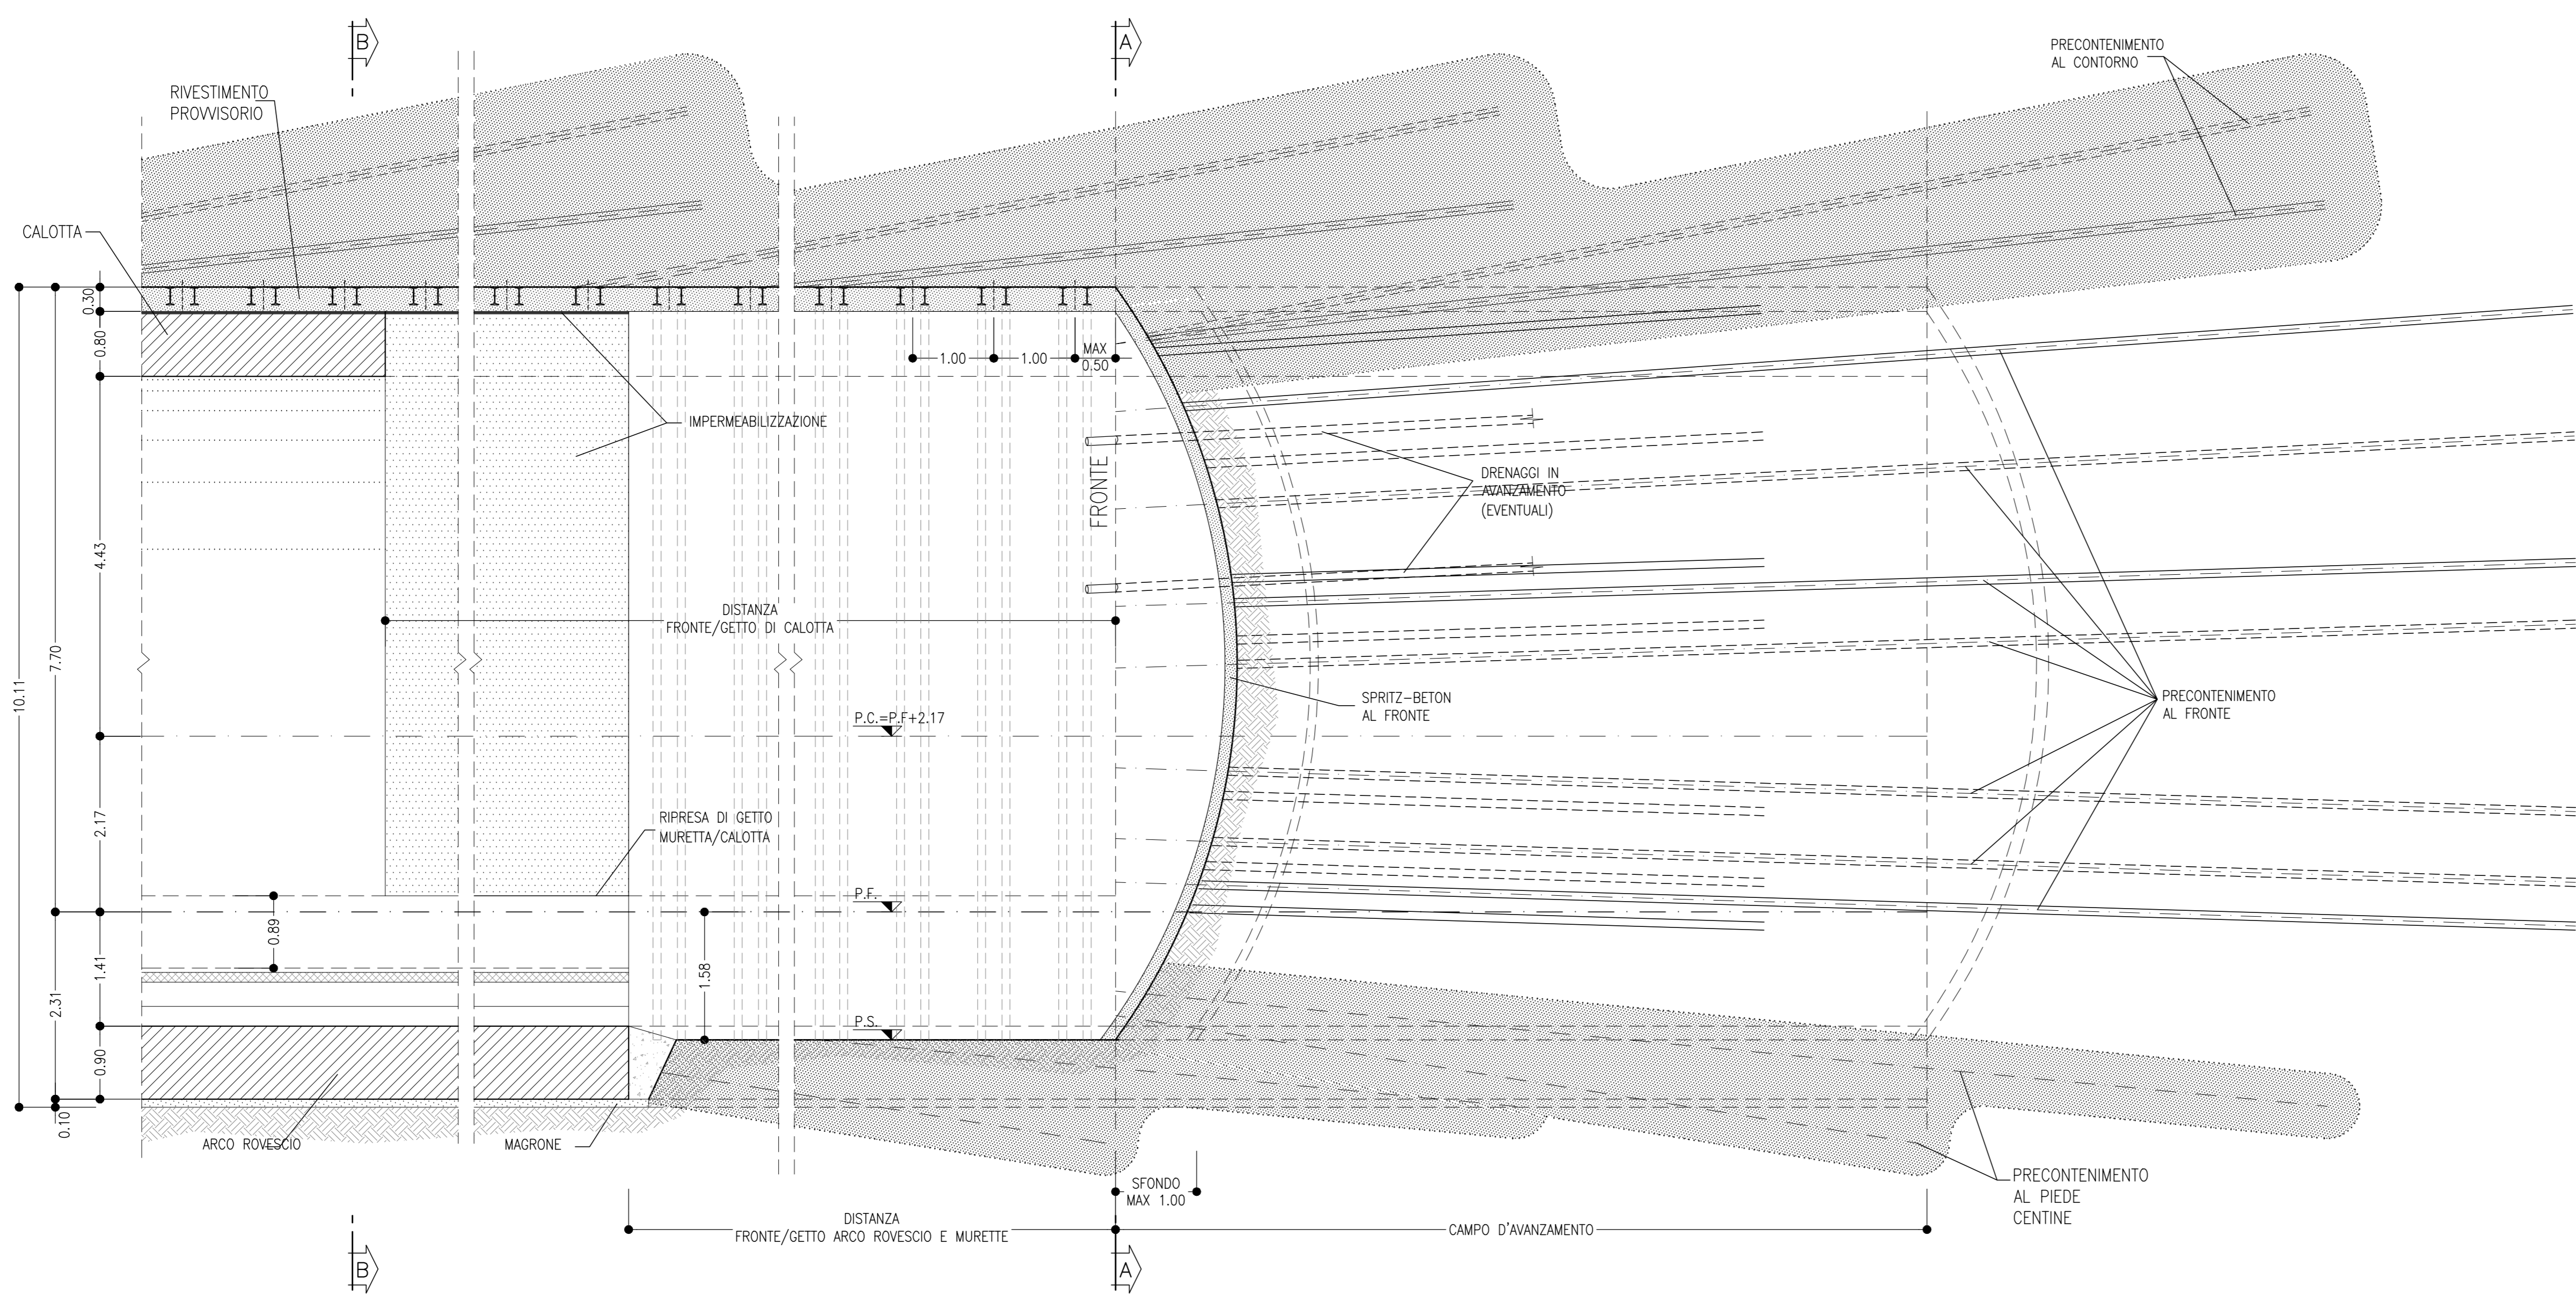 B
A
PRECONTENIMENTO
AL CONTORNO
RIVESTIMENTO
PROVVISORIO
CALOTTA
0.30
0.80
1.00
1.00
MAX
0.50
IMPERMEABILIZZAZIONE
FRONTE
DRENAGGI IN
AVANZAMENTO
(EVENTUALI)
4.43
DISTANZA
FRONTE/GETTO DI CALOTTA
7.70
10.11
SPRITZ-BETON
AL FRONTE
PRECONTENIMENTO
AL FRONTE
P.C.=P.F+2.17
2.17
RIPRESA DI GETTO
MURETTA/CALOTTA
P.F.
0.89
1.41
1.58
2.31
P.S.
0.90
0.10
ARCO ROVESCIO
MAGRONE
SFONDO
MAX 1.00
PRECONTENIMENTO
AL PIEDE
CENTINE
DISTANZA
FRONTE/GETTO ARCO ROVESCIO E MURETTE
CAMPO D'AVANZAMENTO
B
A